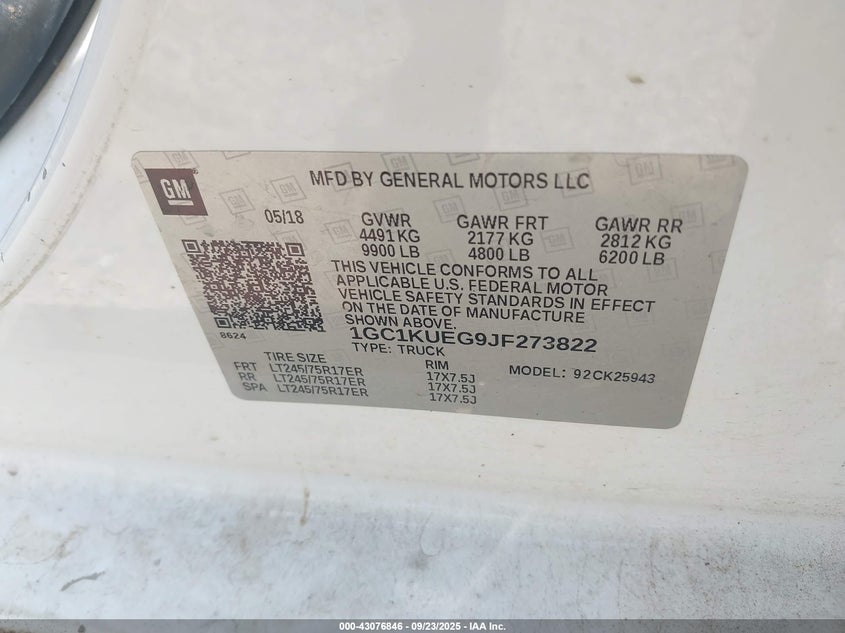 GM
MFD BY GENERAL MOTORS LLC
05/18 GVWR GAWR FRT GAWR RR
4491 KG 2177 KG 2812 KG
9900 LB 4800 LB 6200 LB
THIS VEHICLE CONFORMS TO ALL
APPLICABLE U.S. FEDERAL MOTOR
VEHICLE SAFETY STANDARDS IN EFFECT
ON THE DATE OF MANUFACTURE
SHOWN ABOVE.
8624
1GC1KUEG9JF273822
TYPE: TRUCK
TIRE SIZE RIM MODEL: 92CK25943
FRT LT245/75R17ER 17X7.5J
RR LT245/75R17ER 17X7.5J
SPA LT245/75R17ER 17X7.5J
000-43076846 - 09/23/2025 - IAA Inc.